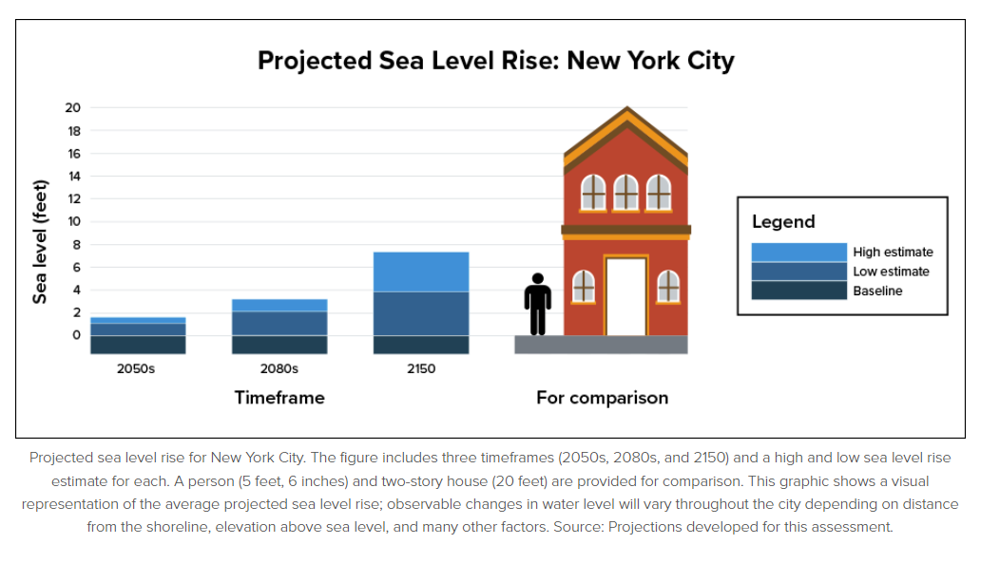 Projected Sea Level Rise: New York City
Sea level (feet)
20
18
16
14
12
10
8
6
4
2
0
2050s
2080s
2150
Timeframe
For comparison
Legend
High estimate
Low estimate
Baseline
Projected sea level rise for New York City. The figure includes three timeframes (2050s, 2080s, and 2150) and a high and low sea level rise
estimate for each. A person (5 feet, 6 inches) and two-story house (20 feet) are provided for comparison. This graphic shows a visual
representation of the average projected sea level rise; observable changes in water level will vary throughout the city depending on distance
from the shoreline, elevation above sea level, and many other factors. Source: Projections developed for this assessment.